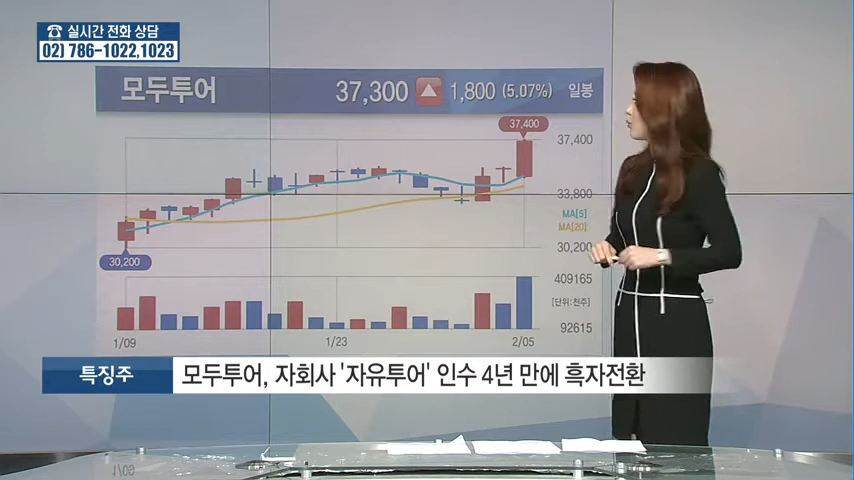 ☎ 실시간 전화 상담
02) 786-1022,1023
모두투어 37,300 ▲ 1,800 (5.07%) 일봉
37,400
37,400
33,800
MA[5]
MA[20]
30,200
30,200
409165
[단위:천주]
92615
1/09 1/23 2/05
특징주 모두투어, 자회사 '자유투어' 인수 4년 만에 흑자전환